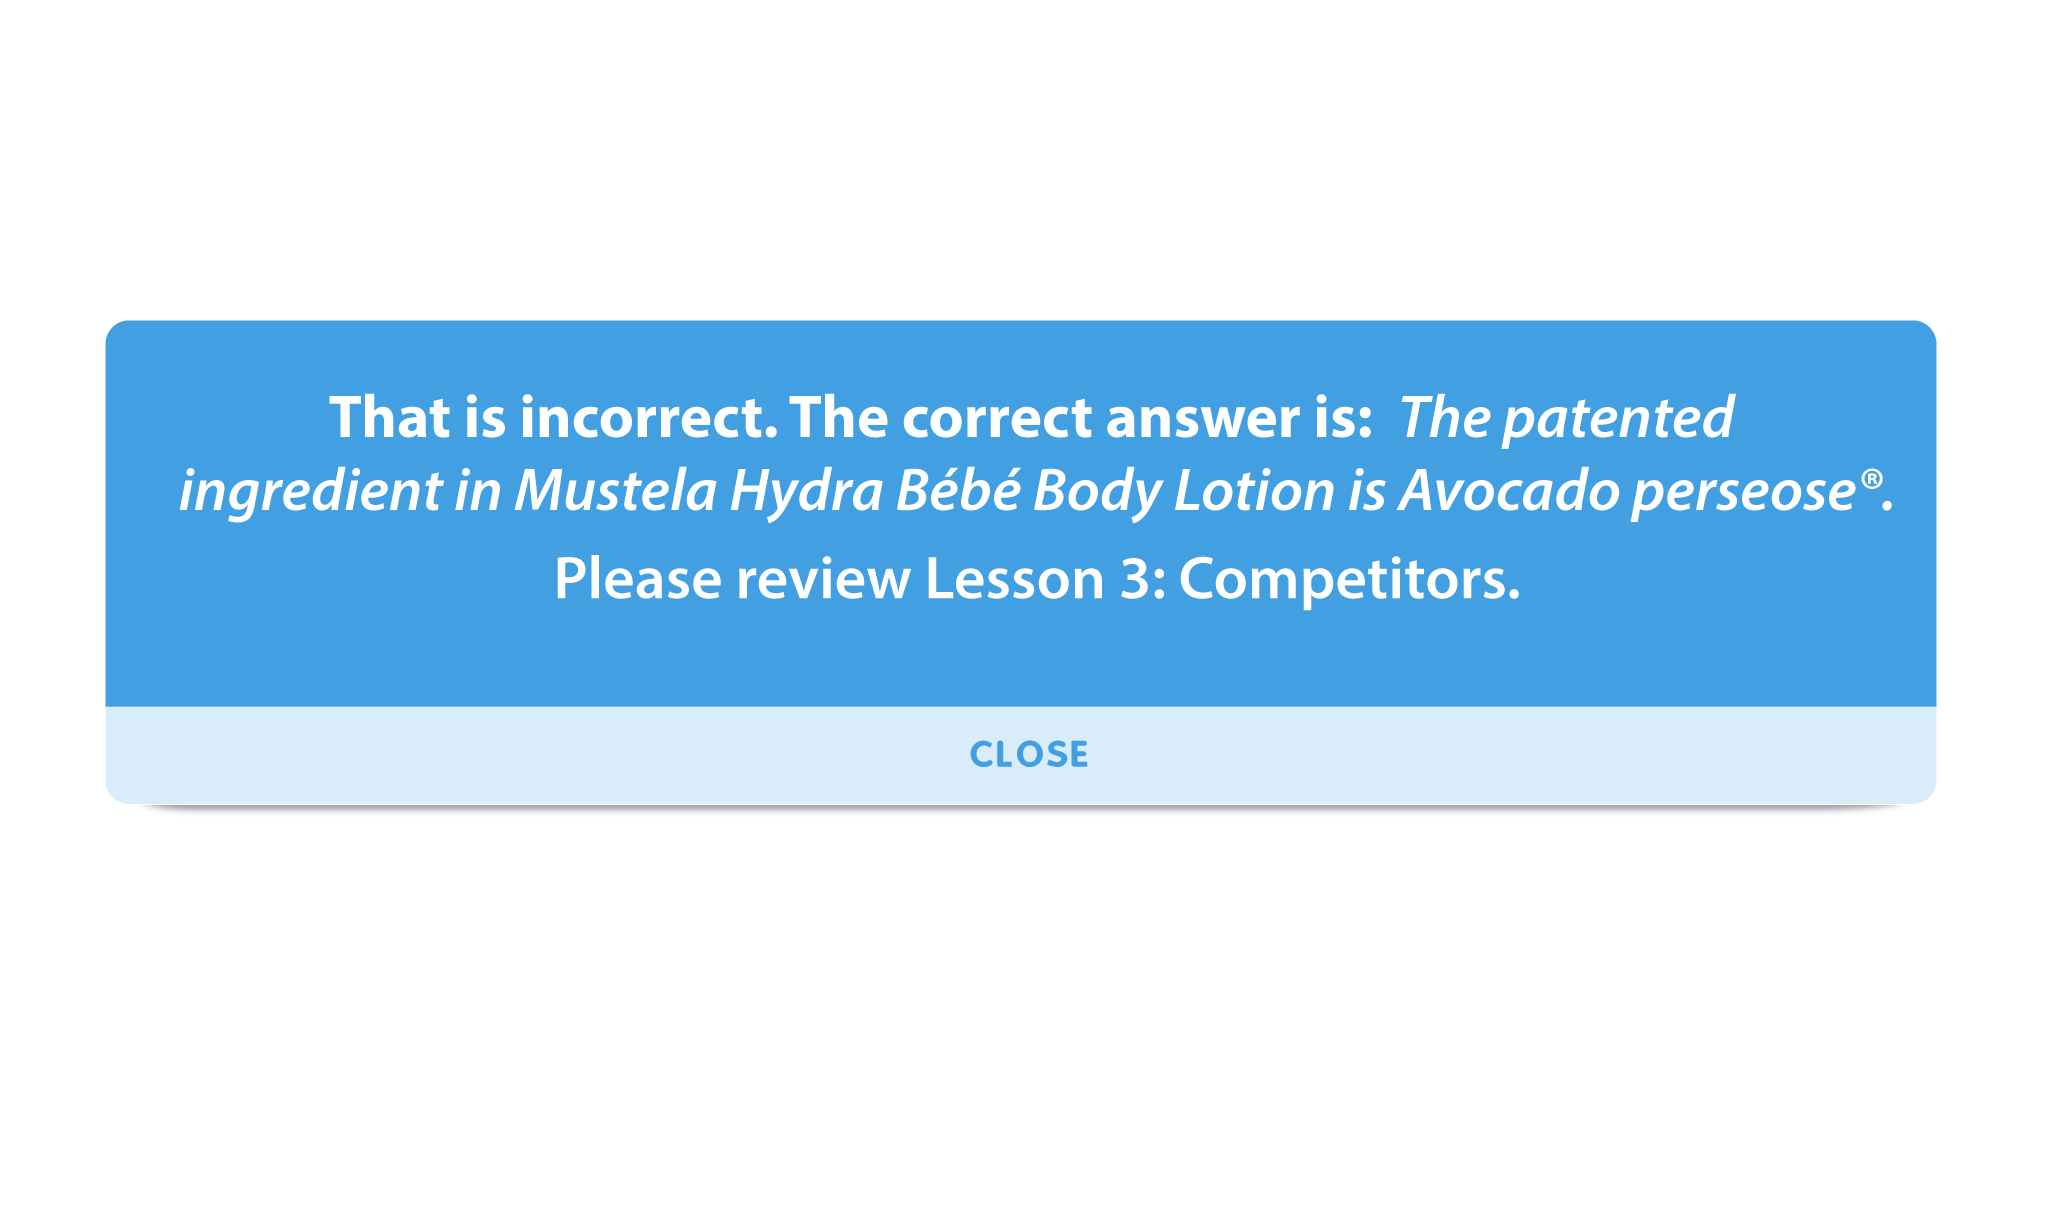 That is incorrect. The correct answer is: The patented
ingredient in Mustela Hydra Bébé Body Lotion is Avocado perseose®.
Please review Lesson 3: Competitors.
CLOSE